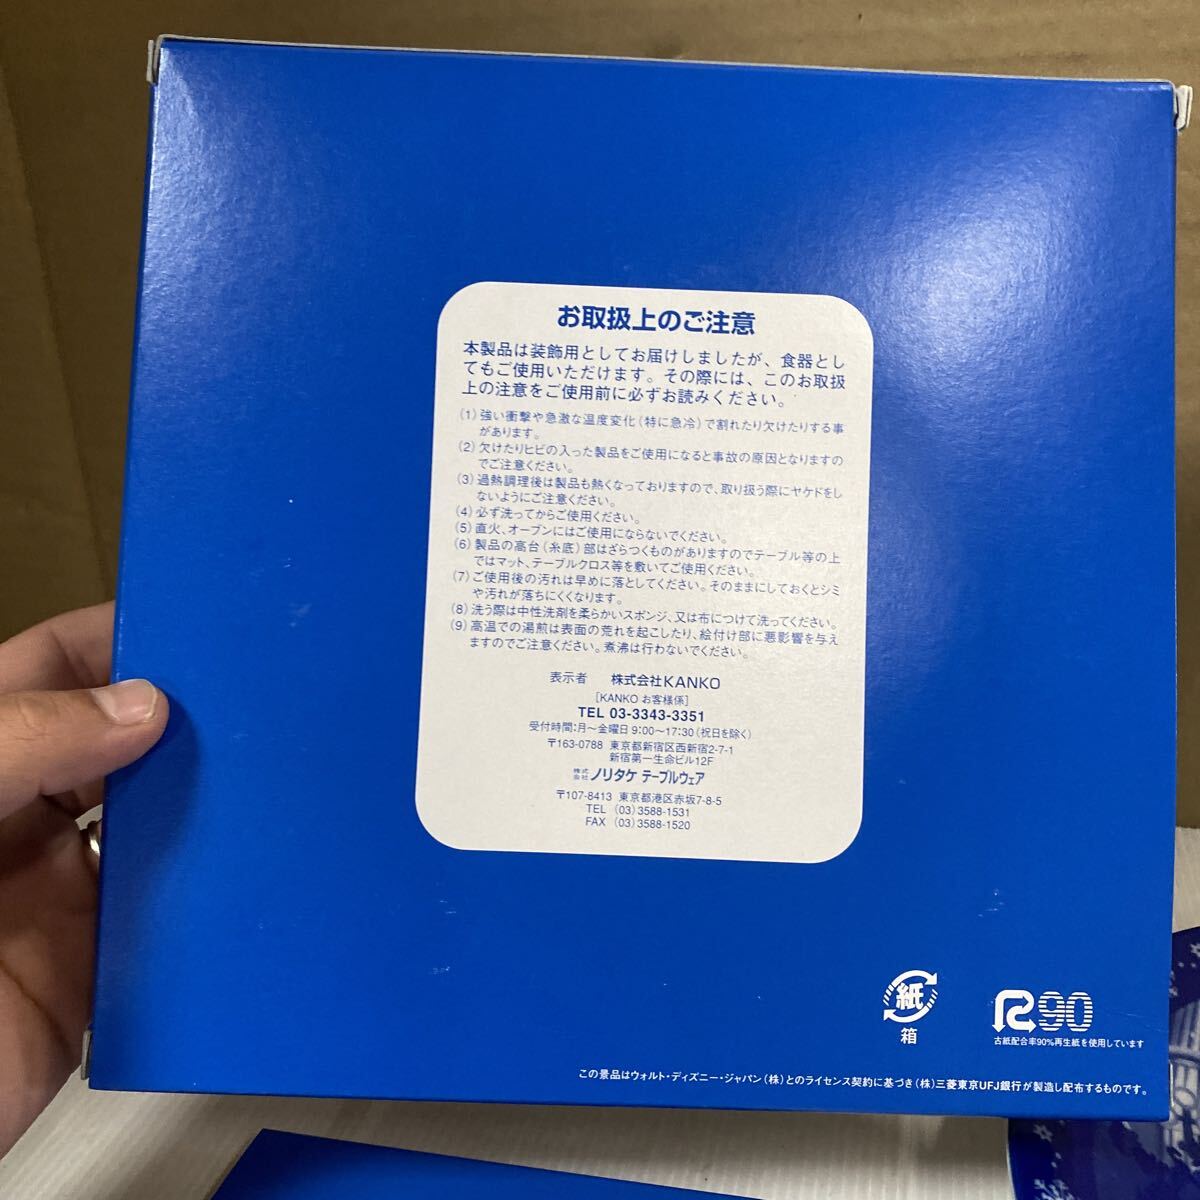 お取扱上のご注意
本製品は装飾用としてお届けしましたが、食器とし
てもご使用いただけます。その際には、このお取扱
上の注意をご使用前に必ずお読みください。
(1) 強い衝撃や急激な温度変化(特に急冷)で割れたり欠けたりする事
があります。
(2) 欠けたりヒビの入った製品をご使用になると事故の原因となりますの
でご注意ください。
(3) 過熱調理後は製品も熱くなっておりますので、取り扱う際にヤケドをし
ないようにご注意ください。
(4) 必ず洗ってからご使用ください。
(5) 直火、オーブンにはご使用にならないでください。
(6) 製品の高台(糸底)部はざらつくものがありますのでテーブル等の上
ではマット、テーブルクロス等を敷いてご使用ください。
(7) ご使用後の汚れは早めに落としてください。そのままにしておくとシミ
や汚れが落ちにくくなります。
(8) 洗う際は中性洗剤を柔らかいスポンジ、又は布につけて洗ってください。
(9) 高温での湯煎は表面の荒れを起こしたり、絵付け部に悪影響を与え
ますのでご注意ください。煮沸は行わないでください。
表示者 株式会社KANKO
[KANKO お客様係]
TEL 03-3343-3351
受付時間:月〜金曜日 9:00〜17:30(祝日を除く)
〒163-0788 東京都新宿区西新宿2-7-1
新宿第一生命ビル12F
株式会社 ノリタケ テーブルウェア
〒107-8413 東京都港区赤坂7-8-5
TEL (03)3588-1531
FAX (03)3588-1520
紙
箱
R90
古紙配合率90%再生紙を使用しています
この景品はウォルト・ディズニー・ジャパン(株)とのライセンス契約に基づき(株)三菱東京UFJ銀行が製造し配布するものです。